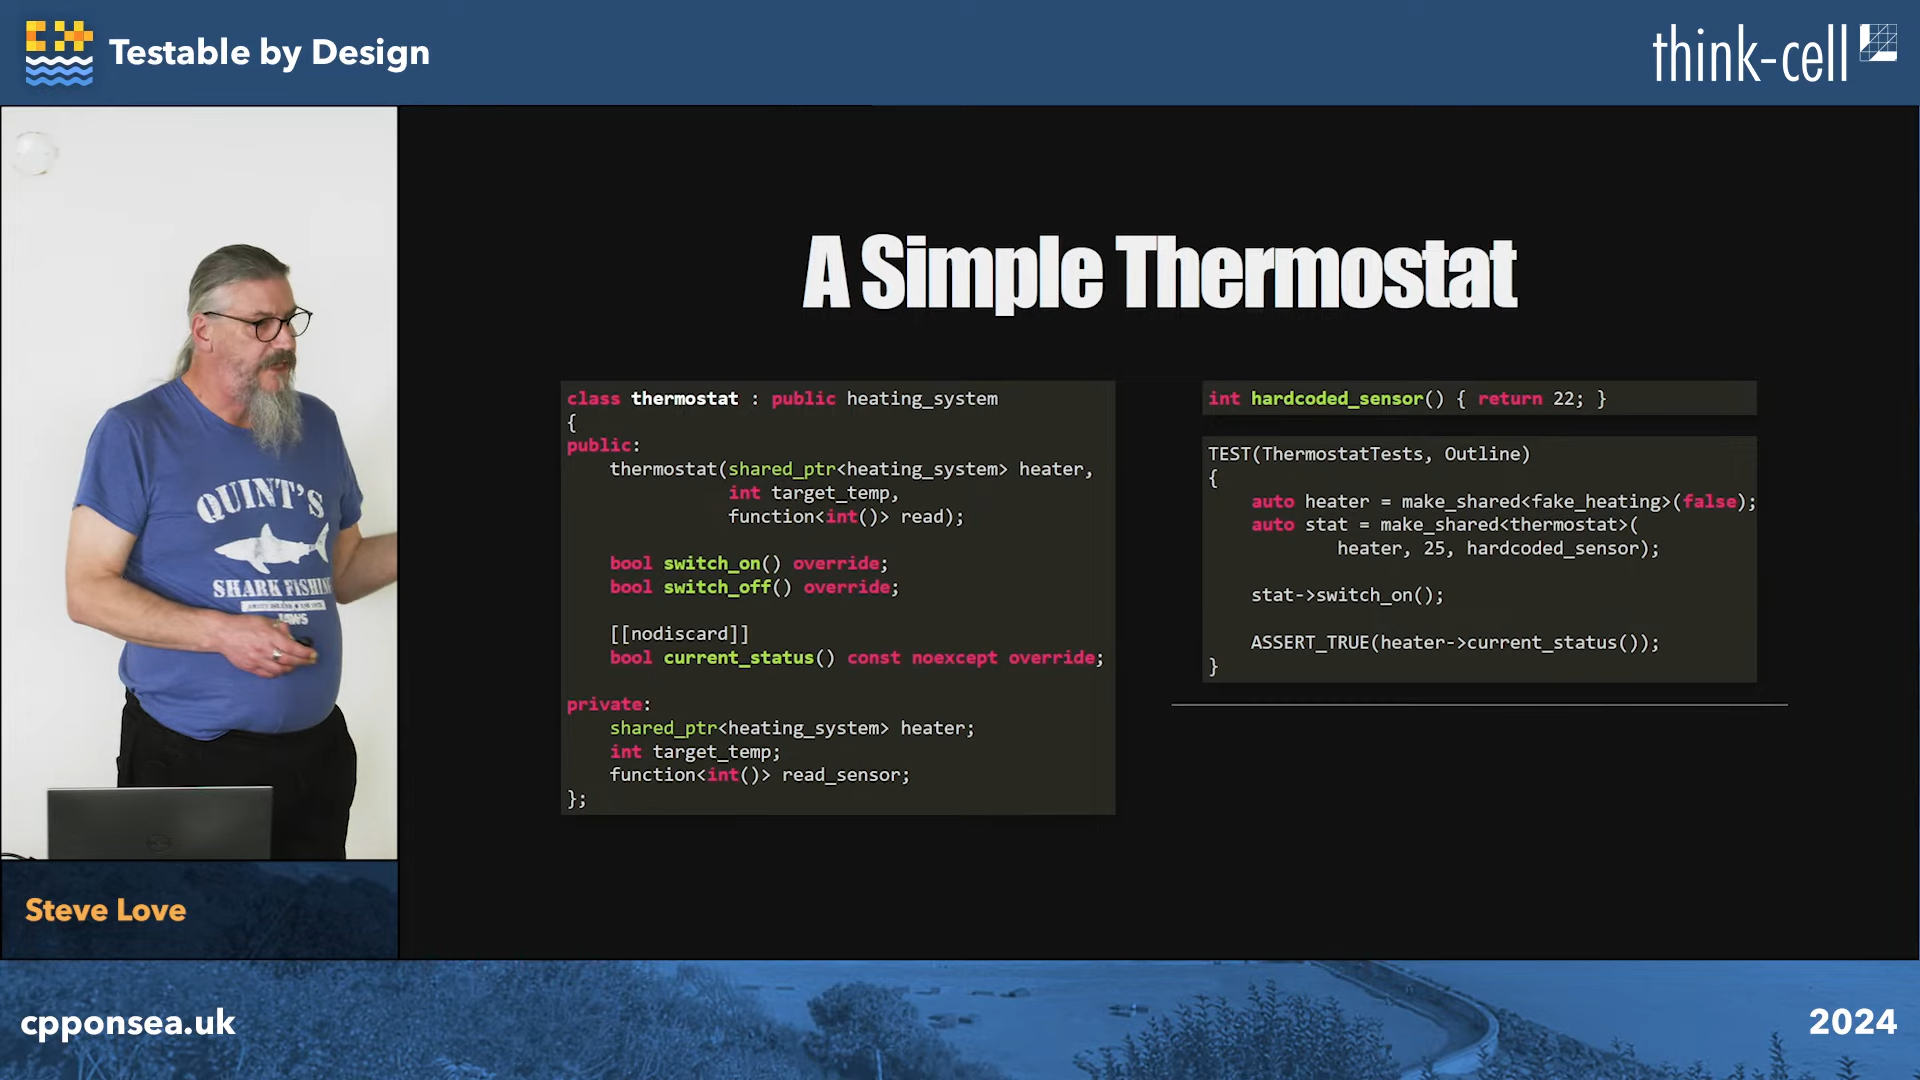 Testable by Design
think-cell
QUINT'S
SHARK FISHING
JAWS
A Simple Thermostat
class thermostat : public heating_system
{
public:
    thermostat(shared_ptr<heating_system> heater,
               int target_temp,
               function<int()> read);

    bool switch_on() override;
    bool switch_off() override;

    [[nodiscard]]
    bool current_status() const noexcept override;

private:
    shared_ptr<heating_system> heater;
    int target_temp;
    function<int()> read_sensor;
};
int hardcoded_sensor() { return 22; }
TEST(ThermostatTests, Outline)
{
    auto heater = make_shared<fake_heating>(false);
    auto stat = make_shared<thermostat>(
            heater, 25, hardcoded_sensor);

    stat->switch_on();

    ASSERT_TRUE(heater->current_status());
}
Steve Love
cpponsea.uk
2024